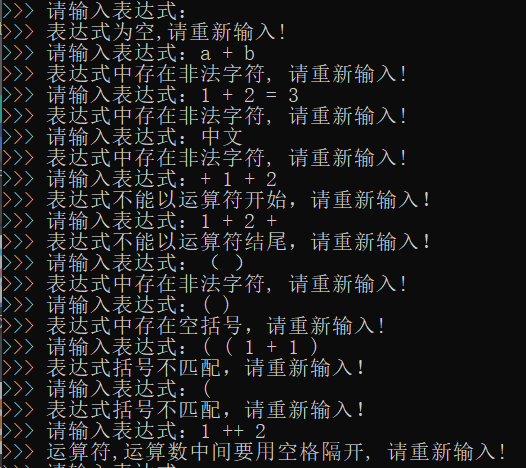 >>> 请输入表达式：
>>> 表达式为空,请重新输入!
>>> 请输入表达式：a + b
>>> 表达式中存在非法字符, 请重新输入!
>>> 请输入表达式：1 + 2 = 3
>>> 表达式中存在非法字符, 请重新输入!
>>> 请输入表达式：中文
>>> 表达式中存在非法字符, 请重新输入!
>>> 请输入表达式：+ 1 + 2
>>> 表达式不能以运算符开始，请重新输入！
>>> 请输入表达式：1 + 2 +
>>> 表达式不能以运算符结尾，请重新输入！
>>> 请输入表达式：（ ）
>>> 表达式中存在非法字符, 请重新输入!
>>> 请输入表达式：( )
>>> 表达式中存在空括号，请重新输入!
>>> 请输入表达式：( ( 1 + 1 )
>>> 表达式括号不匹配，请重新输入！
>>> 请输入表达式：(
>>> 表达式括号不匹配，请重新输入！
>>> 请输入表达式：1 ++ 2
>>> 运算符,运算数中间要用空格隔开, 请重新输入!